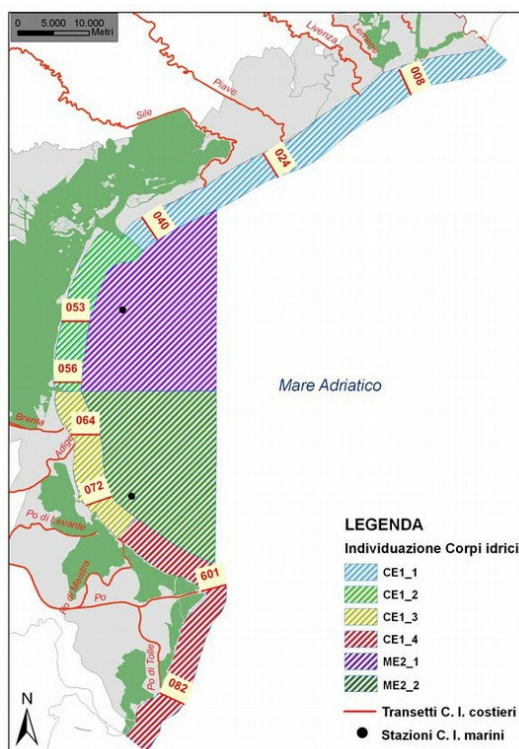 0 5.000 10.000
Metri
Livenza
Lemene
008
Piave
Sile
024
040
053
056
Mare Adriatico
Brenta
064
Adige
072
Po di Levante
Po di Maistra
601
Po
Po di Tolle
082
N
LEGENDA
Individuazione Corpi idrici
CE1_1
CE1_2
CE1_3
CE1_4
ME2_1
ME2_2
Transetti C. I. costieri
Stazioni C. I. marini